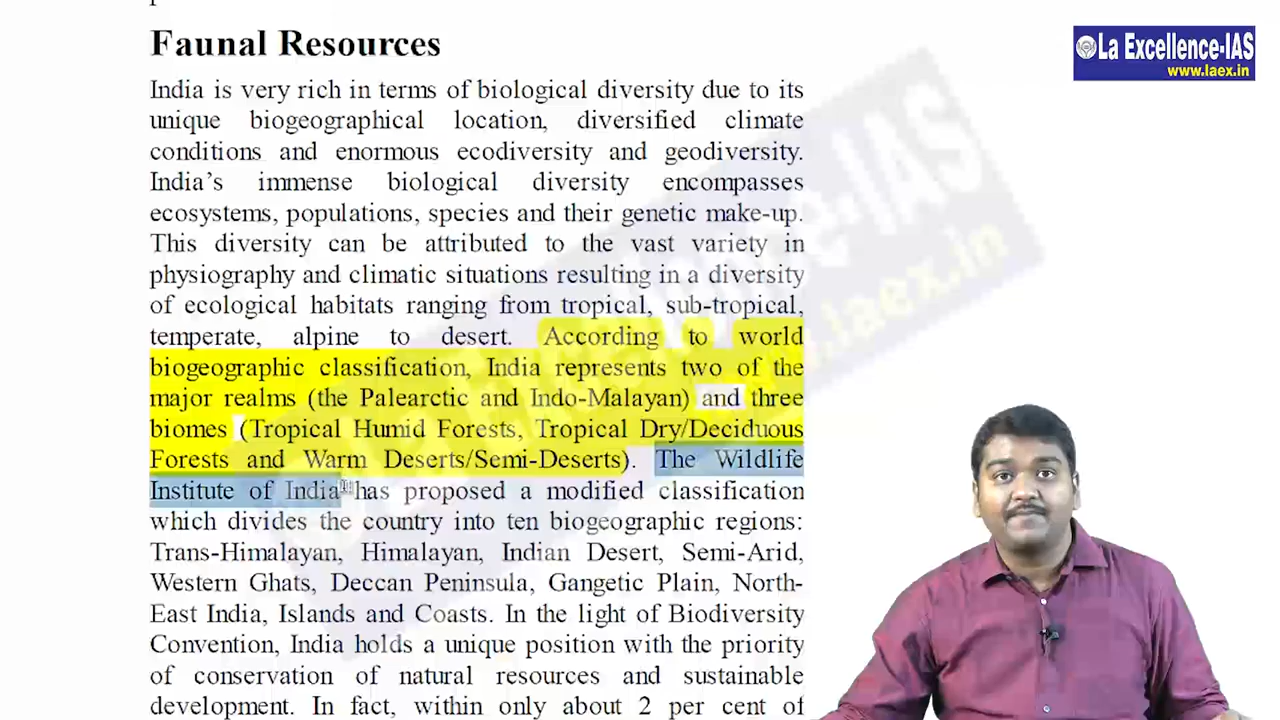 Faunal Resources
La Excellence-IAS
www.laex.in
India is very rich in terms of biological diversity due to its
unique biogeographical location, diversified climate
conditions and enormous ecodiversity and geodiversity.
India's immense biological diversity encompasses
ecosystems, populations, species and their genetic make-up.
This diversity can be attributed to the vast variety in
physiography and climatic situations resulting in a diversity
of ecological habitats ranging from tropical, sub-tropical,
temperate, alpine to desert. According to world
biogeographic classification, India represents two of the
major realms (the Palearctic and Indo-Malayan) and three
biomes (Tropical Humid Forests, Tropical Dry/Deciduous
Forests and Warm Deserts/Semi-Deserts). The Wildlife
Institute of India has proposed a modified classification
which divides the country into ten biogeographic regions:
Trans-Himalayan, Himalayan, Indian Desert, Semi-Arid,
Western Ghats, Deccan Peninsula, Gangetic Plain, North-
East India, Islands and Coasts. In the light of Biodiversity
Convention, India holds a unique position with the priority
of conservation of natural resources and sustainable
development. In fact, within only about 2 per cent of